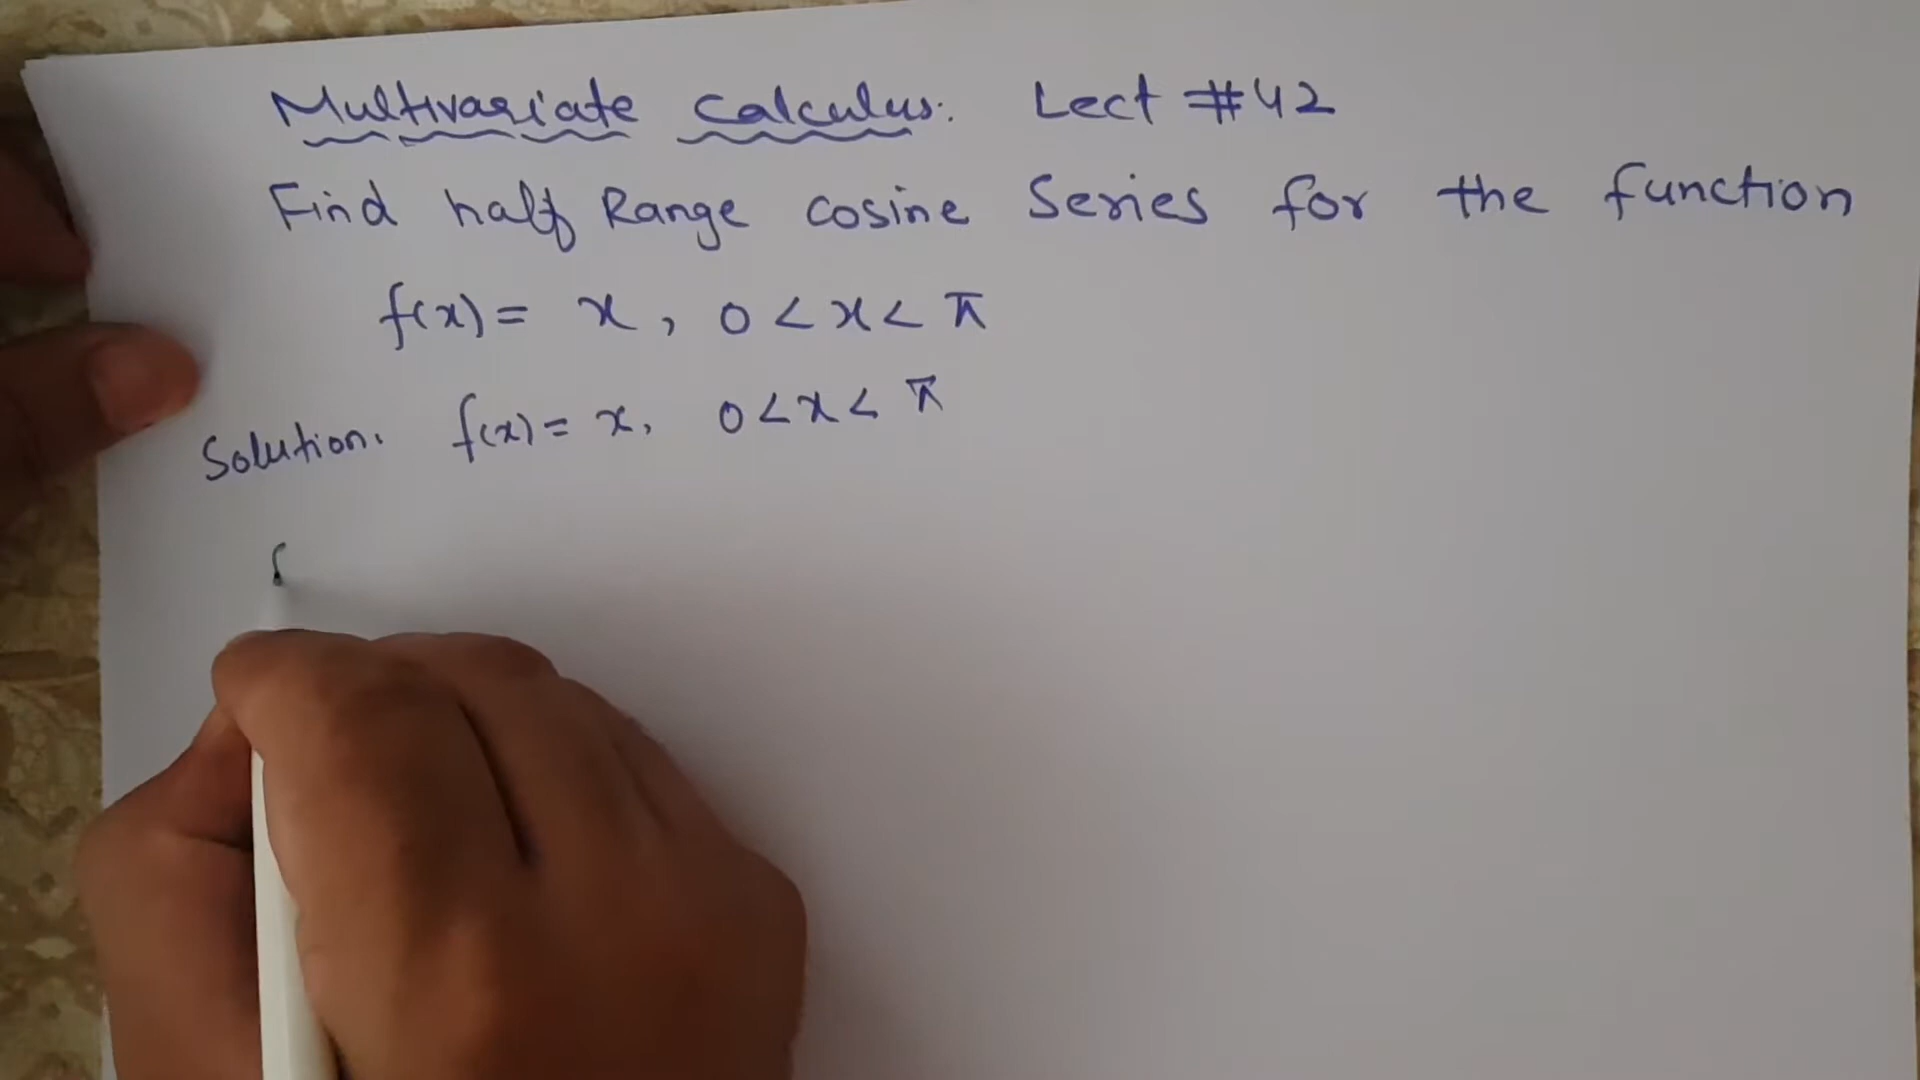 Multivariate Calculus. Lect #42
Find half Range cosine Series for the function
f(x) = x, 0 < x < π
Solution. f(x) = x, 0 < x < π